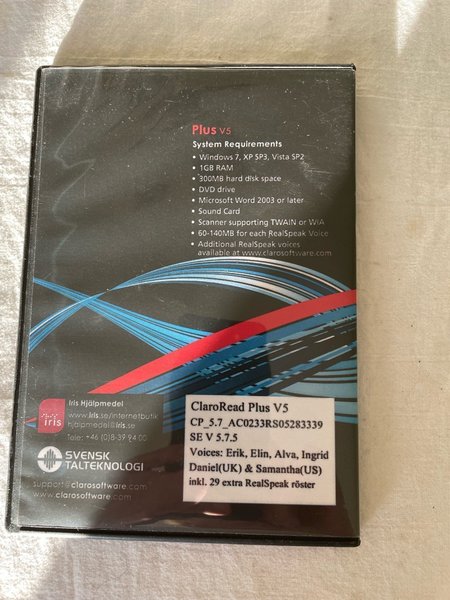 Plus V5
System Requirements
• Windows 7, XP SP3, Vista SP2
• 1GB RAM
• 300MB hard disk space
• DVD drive
• Microsoft Word 2003 or later
• Sound Card
• Scanner supporting TWAIN or WIA
• 60-140MB for each RealSpeak Voice
• Additional RealSpeak voices
available at www.clarosoftware.com
iris
Iris Hjälpmedel
www.iris.se/internetbutik
hjalpmedel@iris.se
Tele: +46 (0)8-39 94 00
SVENSK
TALTEKNOLOGI
support@clarosoftware.com
www.clarosoftware.com
ClaroRead Plus V5
CP_5.7_AC0233RS05283339
SE V 5.7.5
Voices: Erik, Elin, Alva, Ingrid
Daniel(UK) & Samantha(US)
inkl. 29 extra RealSpeak röster